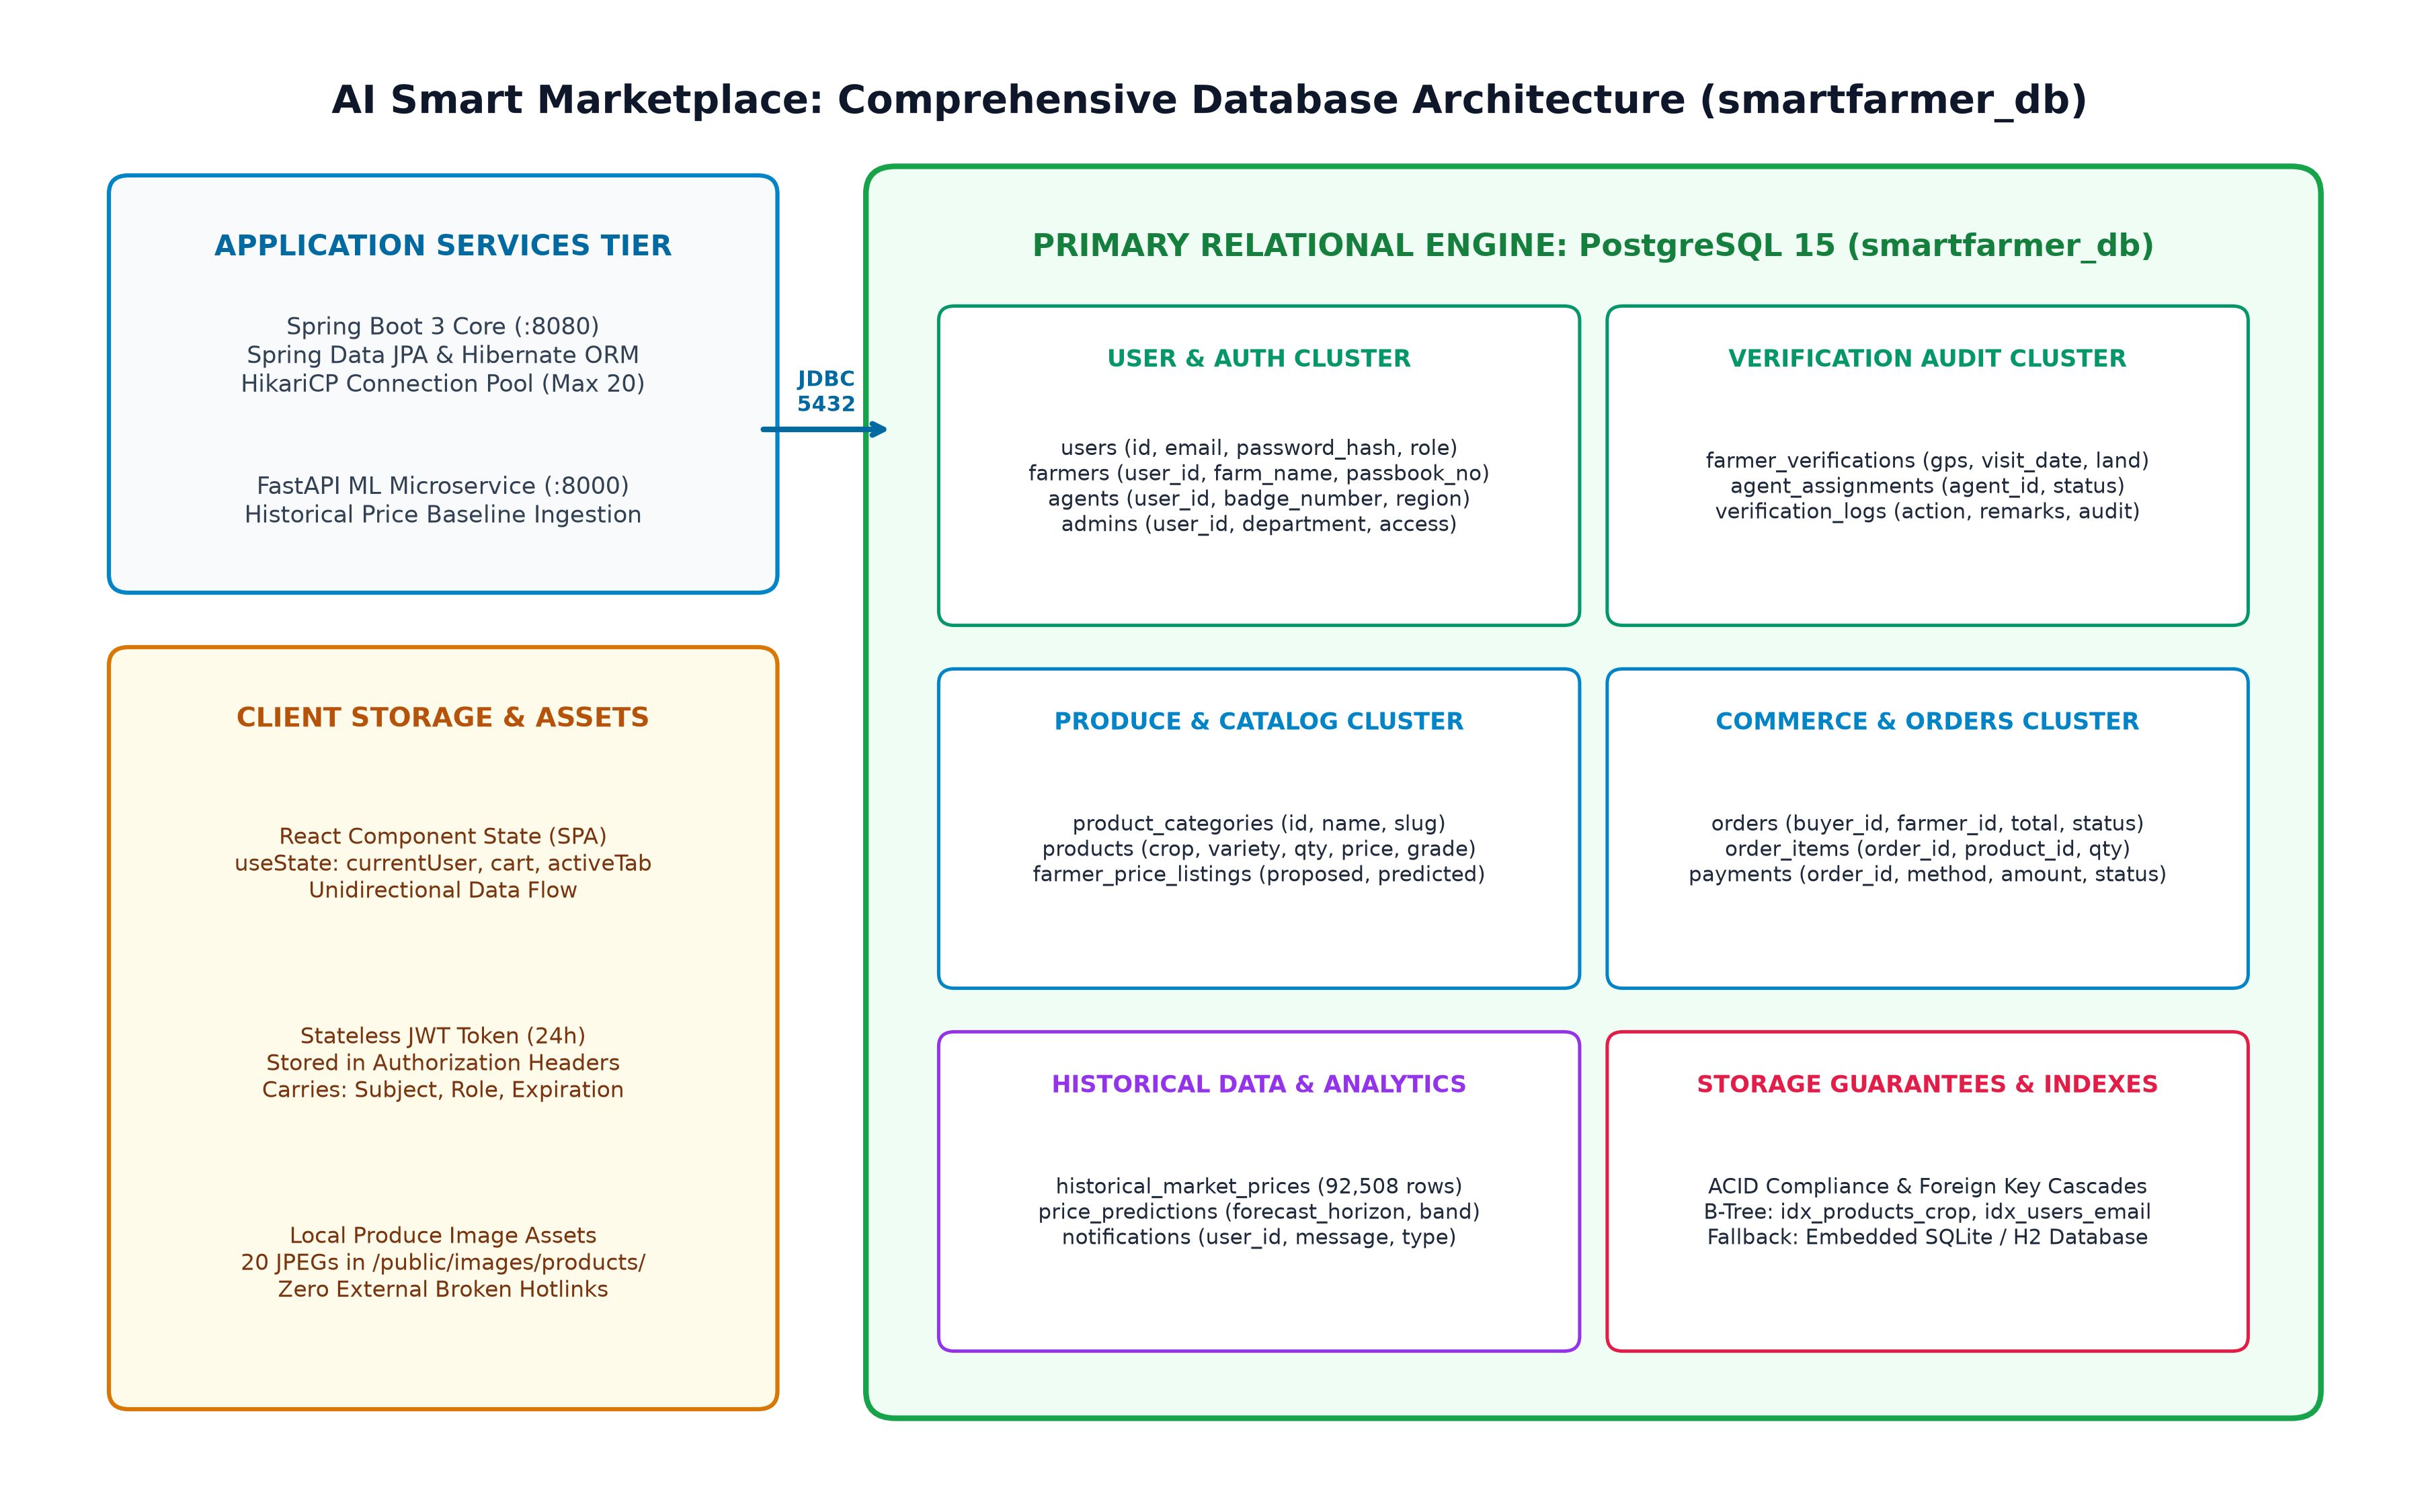 AI Smart Marketplace: Comprehensive Database Architecture (smartfarmer_db)
APPLICATION SERVICES TIER
Spring Boot 3 Core (:8080)
Spring Data JPA & Hibernate ORM
HikariCP Connection Pool (Max 20)
FastAPI ML Microservice (:8000)
Historical Price Baseline Ingestion
JDBC
5432
CLIENT STORAGE & ASSETS
React Component State (SPA)
useState: currentUser, cart, activeTab
Unidirectional Data Flow
Stateless JWT Token (24h)
Stored in Authorization Headers
Carries: Subject, Role, Expiration
Local Produce Image Assets
20 JPEGs in /public/images/products/
Zero External Broken Hotlinks
PRIMARY RELATIONAL ENGINE: PostgreSQL 15 (smartfarmer_db)
USER & AUTH CLUSTER
users (id, email, password_hash, role)
farmers (user_id, farm_name, passbook_no)
agents (user_id, badge_number, region)
admins (user_id, department, access)
VERIFICATION AUDIT CLUSTER
farmer_verifications (gps, visit_date, land)
agent_assignments (agent_id, status)
verification_logs (action, remarks, audit)
PRODUCE & CATALOG CLUSTER
product_categories (id, name, slug)
products (crop, variety, qty, price, grade)
farmer_price_listings (proposed, predicted)
COMMERCE & ORDERS CLUSTER
orders (buyer_id, farmer_id, total, status)
order_items (order_id, product_id, qty)
payments (order_id, method, amount, status)
HISTORICAL DATA & ANALYTICS
historical_market_prices (92,508 rows)
price_predictions (forecast_horizon, band)
notifications (user_id, message, type)
STORAGE GUARANTEES & INDEXES
ACID Compliance & Foreign Key Cascades
B-Tree: idx_products_crop, idx_users_email
Fallback: Embedded SQLite / H2 Database